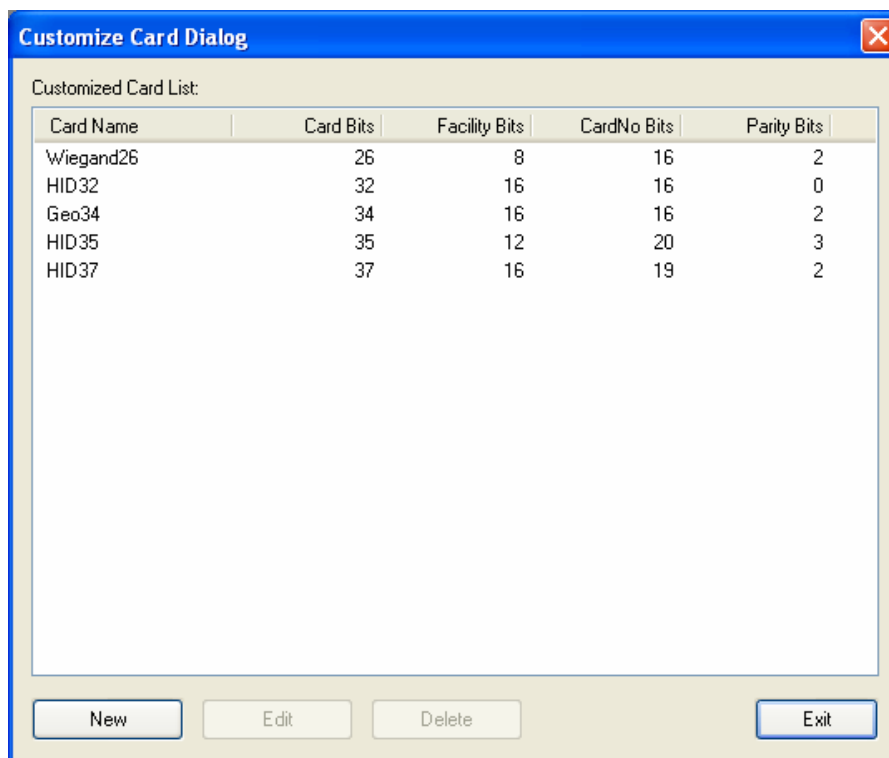 Customize Card Dialog
Customized Card List:
Card Name Card Bits Facility Bits CardNo Bits Parity Bits
Wiegand26 26 8 16 2
HID32 32 16 16 0
Geo34 34 16 16 2
HID35 35 12 20 3
HID37 37 16 19 2
New Edit Delete Exit